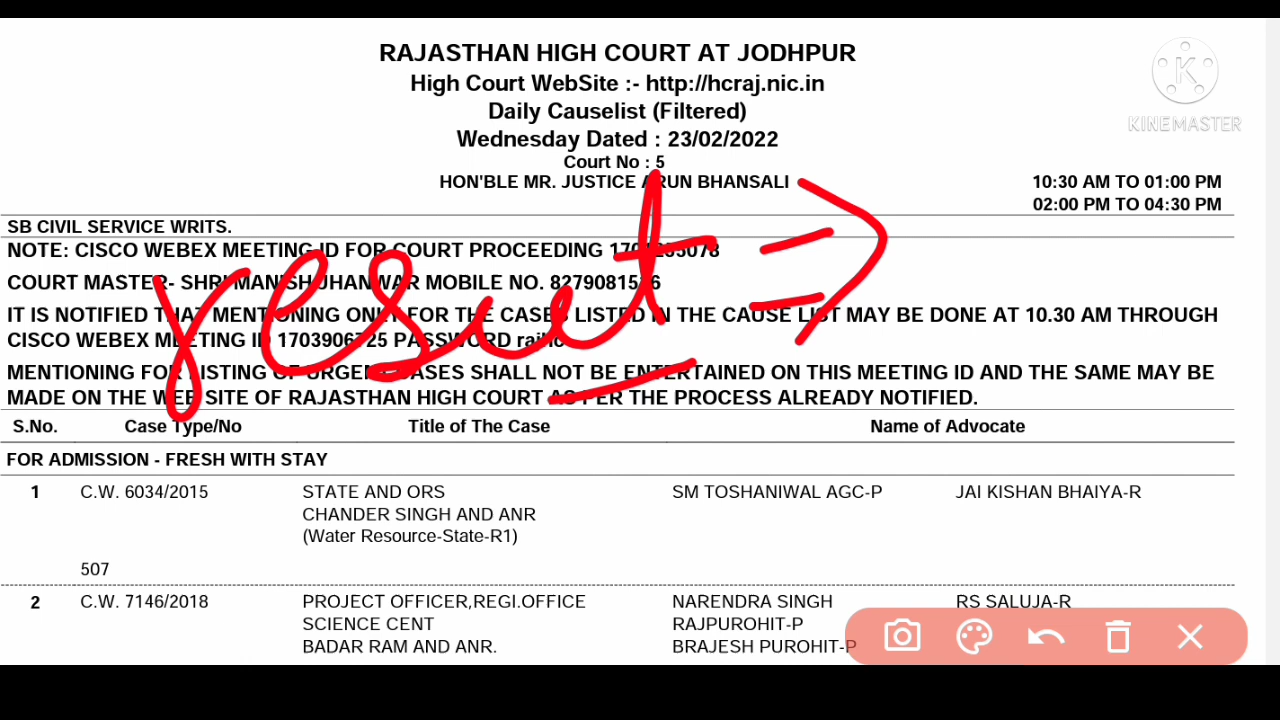 RAJASTHAN HIGH COURT AT JODHPUR
High Court WebSite :- http://hcraj.nic.in
Daily Causelist (Filtered)
Wednesday Dated : 23/02/2022
Court No : 5
HON'BLE MR. JUSTICE ARUN BHANSALI
10:30 AM TO 01:00 PM
02:00 PM TO 04:30 PM
KINEMASTER
SB CIVIL SERVICE WRITS.
NOTE: CISCO WEBEX MEETING ID FOR COURT PROCEEDING
COURT MASTER- SHRI MANISH JHANWAR MOBILE NO.
IT IS NOTIFIED THAT MENTIONING ONLY FOR THE CASES LISTED IN THE CAUSE LIST MAY BE DONE AT 10.30 AM THROUGH
CISCO WEBEX MEETING ID PASSWORD
MENTIONING FOR LISTING OF URGENT CASES SHALL NOT BE ENTERTAINED ON THIS MEETING ID AND THE SAME MAY BE
MADE ON THE WEB SITE OF RAJASTHAN HIGH COURT AS PER THE PROCESS ALREADY NOTIFIED.
S.No. Case Type/No Title of The Case Name of Advocate
FOR ADMISSION - FRESH WITH STAY
1 C.W. 6034/2015 STATE AND ORS SM TOSHANIWAL AGC-P JAI KISHAN BHAIYA-R
CHANDER SINGH AND ANR
(Water Resource-State-R1)
507
2 C.W. 7146/2018 PROJECT OFFICER,REGI.OFFICE NARENDRA SINGH RS SALUJA-R
SCIENCE CENT RAJPUROHIT-P
BADAR RAM AND ANR. BRAJESH PUROHIT-P